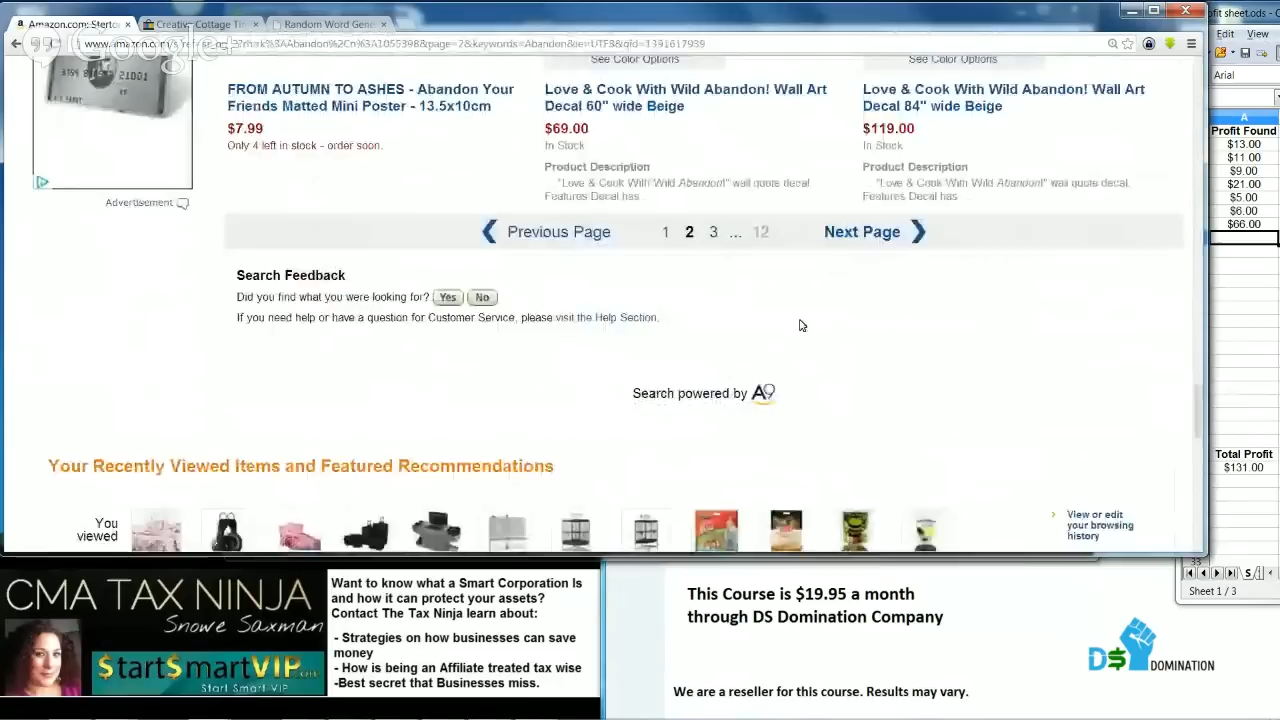 Amazon.com: Stertc
Creative Cottage Tin
Random Word Gene
fit sheet.ods - C
Edit View
Google+
Arial
See Color Options
See Color Options
A
FROM AUTUMN TO ASHES - Abandon Your
Friends Matted Mini Poster - 13.5x10cm
$7.99
Only 4 left in stock - order soon.
Love & Cook With Wild Abandon! Wall Art
Decal 60" wide Beige
$69.00
In Stock
Product Description
"Love & Cook With Wild Abandon!" wall quote decal
Features Decal has
Love & Cook With Wild Abandon! Wall Art
Decal 84" wide Beige
$119.00
In Stock
Product Description
"Love & Cook With Wild Abandon!" wall quote decal.
Features Decal has
Profit Found
$13.00
$11.00
$9.00
$21.00
$5.00
$6.00
$66.00
Advertisement
Previous Page 1 2 3 ... 12 Next Page
Search Feedback
Did you find what you were looking for? Yes No
If you need help or have a question for Customer Service, please visit the Help Section.
Search powered by A9
Total Profit
$131.00
Your Recently Viewed Items and Featured Recommendations
You
viewed
View or edit
your browsing
history
Sheet 1 / 3
CMA TAX NINJA
Snowe Saxman
$tart$martVIP.com
Start Smart VIP
Want to know what a Smart Corporation Is
and how it can protect your assets?
Contact The Tax Ninja learn about:
- Strategies on how businesses can save
money
- How is being an Affiliate treated tax wise
-Best secret that Businesses miss.
This Course is $19.95 a month
through DS Domination Company
D$ DOMINATION
We are a reseller for this course. Results may vary.